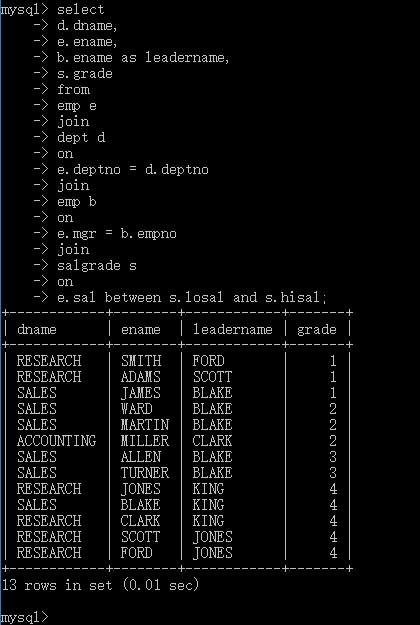 mysql> select
    -> d.dname,
    -> e.ename,
    -> b.ename as leadername,
    -> s.grade
    -> from
    -> emp e
    -> join
    -> dept d
    -> on
    -> e.deptno = d.deptno
    -> join
    -> emp b
    -> on
    -> e.mgr = b.empno
    -> join
    -> salgrade s
    -> on
    -> e.sal between s.losal and s.hisal;
+------------+--------+------------+-------+
| dname      | ename  | leadername | grade |
+------------+--------+------------+-------+
| RESEARCH   | SMITH  | FORD       |     1 |
| RESEARCH   | ADAMS  | SCOTT      |     1 |
| SALES      | JAMES  | BLAKE      |     1 |
| SALES      | WARD   | BLAKE      |     2 |
| SALES      | MARTIN | BLAKE      |     2 |
| ACCOUNTING | MILLER | CLARK      |     2 |
| SALES      | ALLEN  | BLAKE      |     3 |
| SALES      | TURNER | BLAKE      |     3 |
| RESEARCH   | JONES  | KING       |     4 |
| SALES      | BLAKE  | KING       |     4 |
| RESEARCH   | CLARK  | KING       |     4 |
| RESEARCH   | SCOTT  | JONES      |     4 |
| RESEARCH   | FORD   | JONES      |     4 |
+------------+--------+------------+-------+
13 rows in set (0.01 sec)
mysql>